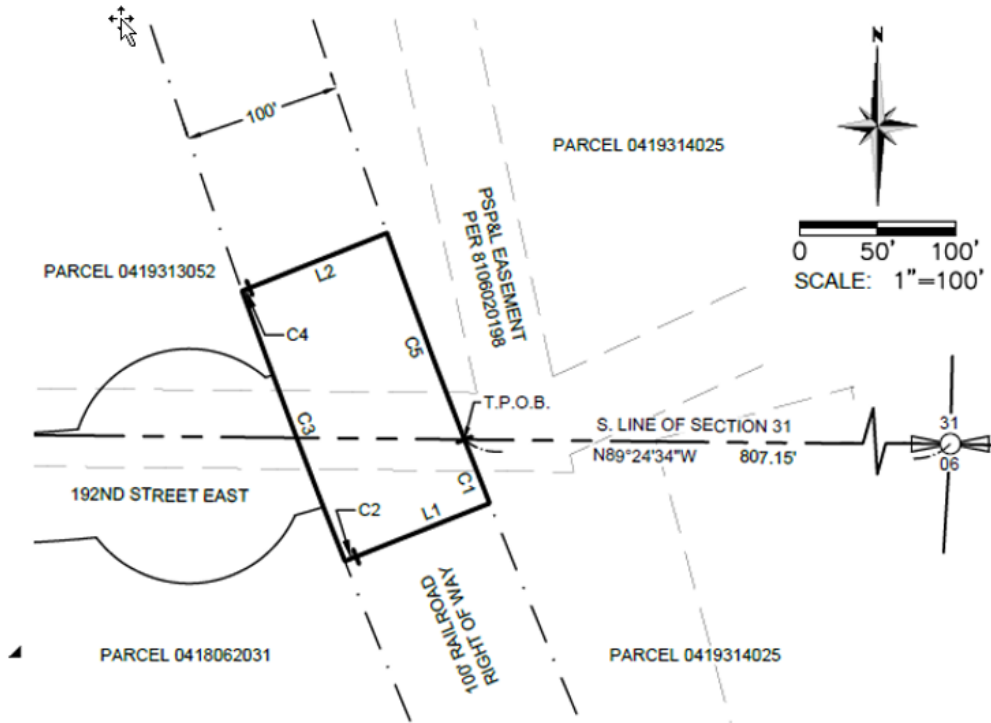 N
100'
PARCEL 0419314025
PSP&L EASEMENT
PER 8106020198
0 50' 100'
SCALE: 1"=100'
PARCEL 0419313052
L2
C4
C5
T.P.O.B.
C3
S. LINE OF SECTION 31
N89°24'34"W 807.15'
31
06
192ND STREET EAST
C1
C2
L1
100' RAILROAD
RIGHT OF WAY
PARCEL 0418062031
PARCEL 0419314025